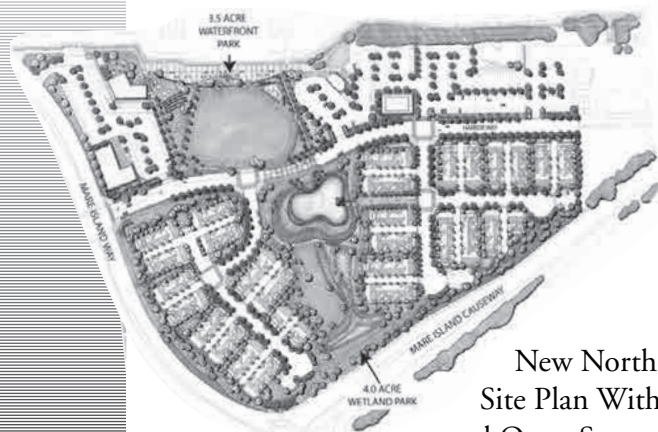 3.5 ACRE
WATERFRONT
PARK
HARBOR WAY
MARE ISLAND WAY
MARE ISLAND CAUSEWAY
4.0 ACRE
WETLAND PARK
New North
Site Plan With